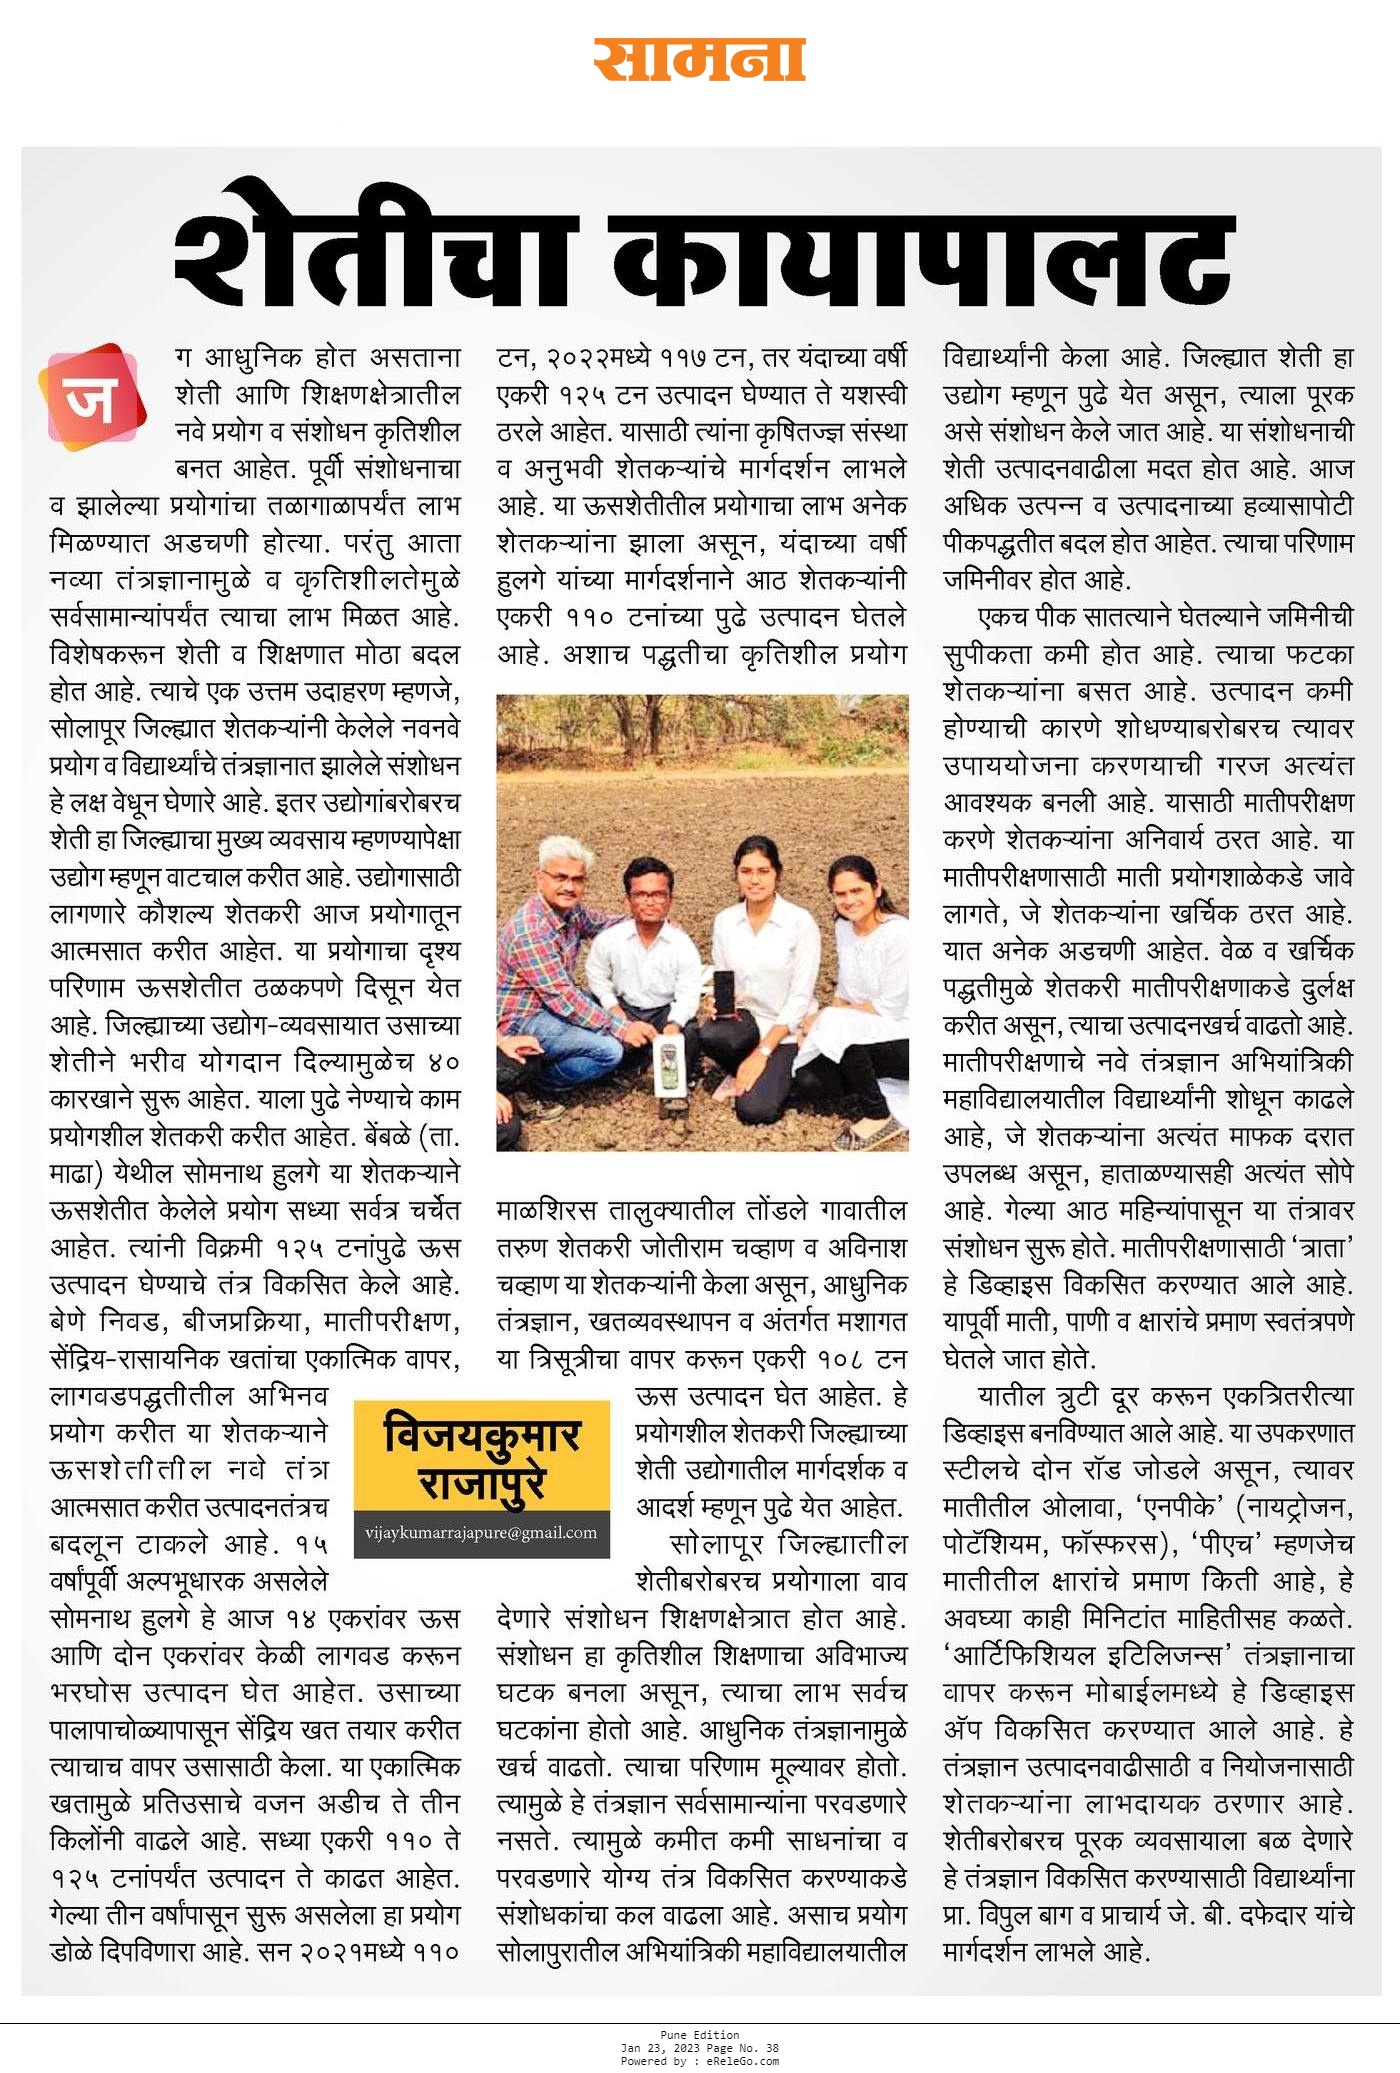 सामना
शेतीचा कायापालट
ज
ग आधुनिक होत असताना
शेती आणि शिक्षणक्षेत्रातील
नवे प्रयोग व संशोधन कृतिशील
बनत आहेत. पूर्वी संशोधनाचा
व झालेल्या प्रयोगांचा तळागाळापर्यंत लाभ
मिळण्यात अडचणी होत्या. परंतु आता
नव्या तंत्रज्ञानामुळे व कृतिशीलतेमुळे
सर्वसामान्यांपर्यंत त्याचा लाभ मिळत आहे.
विशेषकरून शेती व शिक्षणात मोठा बदल
होत आहे. त्याचे एक उत्तम उदाहरण म्हणजे,
सोलापूर जिल्ह्यात शेतकऱ्यांनी केलेले नवनवे
प्रयोग व विद्यार्थ्यांचे तंत्रज्ञानात झालेले संशोधन
हे लक्ष वेधून घेणारे आहे. इतर उद्योगांबरोबरच
शेती हा जिल्ह्याचा मुख्य व्यवसाय म्हणण्यापेक्षा
उद्योग म्हणून वाटचाल करीत आहे. उद्योगासाठी
लागणारे कौशल्य शेतकरी आज प्रयोगातून
आत्मसात करीत आहेत. या प्रयोगाचा दृश्य
परिणाम ऊसशेतीत ठळकपणे दिसून येत
आहे. जिल्ह्याच्या उद्योग-व्यवसायात उसाच्या
शेतीने भरीव योगदान दिल्यामुळेच ४०
कारखाने सुरू आहेत. याला पुढे नेण्याचे काम
प्रयोगशील शेतकरी करीत आहेत. बेंबळे (ता.
माढा) येथील सोमनाथ हुलगे या शेतकऱ्याने
ऊसशेतीत केलेले प्रयोग सध्या सर्वत्र चर्चेत
आहेत. त्यांनी विक्रमी १२५ टनांपुढे ऊस
उत्पादन घेण्याचे तंत्र विकसित केले आहे.
बेणे निवड, बीजप्रक्रिया, मातीपरीक्षण,
सेंद्रिय-रासायनिक खतांचा एकात्मिक वापर,
लागवडपद्धतीतील अभिनव
प्रयोग करीत या शेतकऱ्याने
ऊसशेतीतील नवे तंत्र
आत्मसात करीत उत्पादनतंत्रच
बदलून टाकले आहे. १५
वर्षांपूर्वी अल्पभूधारक असलेले
सोमनाथ हुलगे हे आज १४ एकरांवर ऊस
आणि दोन एकरांवर केळी लागवड करून
भरघोस उत्पादन घेत आहेत. उसाच्या
पालापाचोळ्यापासून सेंद्रिय खत तयार करीत
त्याचाच वापर उसासाठी केला. या एकात्मिक
खतामुळे प्रतिउसाचे वजन अडीच ते तीन
किलोंनी वाढले आहे. सध्या एकरी ११० ते
१२५ टनांपर्यंत उत्पादन ते काढत आहेत.
गेल्या तीन वर्षांपासून सुरू असलेला हा प्रयोग
डोळे दिपविणारा आहे. सन २०२१मध्ये ११०
टन, २०२२मध्ये ११७ टन, तर यंदाच्या वर्षी
एकरी १२५ टन उत्पादन घेण्यात ते यशस्वी
ठरले आहेत. यासाठी त्यांना कृषितज्ज्ञ संस्था
व अनुभवी शेतकऱ्यांचे मार्गदर्शन लाभले
आहे. या ऊसशेतीतील प्रयोगाचा लाभ अनेक
शेतकऱ्यांना झाला असून, यंदाच्या वर्षी
हुलगे यांच्या मार्गदर्शनाने आठ शेतकऱ्यांनी
एकरी ११० टनांच्या पुढे उत्पादन घेतले
आहे. अशाच पद्धतीचा कृतिशील प्रयोग
माळशिरस तालुक्यातील तोंडले गावातील
तरुण शेतकरी जोतीराम चव्हाण व अविनाश
चव्हाण या शेतकऱ्यांनी केला असून, आधुनिक
तंत्रज्ञान, खतव्यवस्थापन व अंतर्गत मशागत
या त्रिसूत्रीचा वापर करून एकरी १०८ टन
ऊस उत्पादन घेत आहेत. हे
प्रयोगशील शेतकरी जिल्ह्याच्या
शेती उद्योगातील मार्गदर्शक व
आदर्श म्हणून पुढे येत आहेत.
सोलापूर जिल्ह्यातील
शेतीबरोबरच प्रयोगाला वाव
देणारे संशोधन शिक्षणक्षेत्रात होत आहे.
संशोधन हा कृतिशील शिक्षणाचा अविभाज्य
घटक बनला असून, त्याचा लाभ सर्वच
घटकांना होतो आहे. आधुनिक तंत्रज्ञानामुळे
खर्च वाढतो. त्याचा परिणाम मूल्यावर होतो.
त्यामुळे हे तंत्रज्ञान सर्वसामान्यांना परवडणारे
नसते. त्यामुळे कमीत कमी साधनांचा व
परवडणारे योग्य तंत्र विकसित करण्याकडे
संशोधकांचा कल वाढला आहे. असाच प्रयोग
सोलापुरातील अभियांत्रिकी महाविद्यालयातील
विजयकुमार
राजापुरे
vijaykumarrajapure@gmail.com
विद्यार्थ्यांनी केला आहे. जिल्ह्यात शेती हा
उद्योग म्हणून पुढे येत असून, त्याला पूरक
असे संशोधन केले जात आहे. या संशोधनाची
शेती उत्पादनवाढीला मदत होत आहे. आज
अधिक उत्पन्न व उत्पादनाच्या हव्यासापोटी
पीकपद्धतीत बदल होत आहेत. त्याचा परिणाम
जमिनीवर होत आहे.
एकच पीक सातत्याने घेतल्याने जमिनीची
सुपीकता कमी होत आहे. त्याचा फटका
शेतकऱ्यांना बसत आहे. उत्पादन कमी
होण्याची कारणे शोधण्याबरोबरच त्यावर
उपाययोजना करणयाची गरज अत्यंत
आवश्यक बनली आहे. यासाठी मातीपरीक्षण
करणे शेतकऱ्यांना अनिवार्य ठरत आहे. या
मातीपरीक्षणासाठी माती प्रयोगशाळेकडे जावे
लागते, जे शेतकऱ्यांना खर्चिक ठरत आहे.
यात अनेक अडचणी आहेत. वेळ व खर्चिक
पद्धतीमुळे शेतकरी मातीपरीक्षणाकडे दुर्लक्ष
करीत असून, त्याचा उत्पादनखर्च वाढतो आहे.
मातीपरीक्षणाचे नवे तंत्रज्ञान अभियांत्रिकी
महाविद्यालयातील विद्यार्थ्यांनी शोधून काढले
आहे, जे शेतकऱ्यांना अत्यंत माफक दरात
उपलब्ध असून, हाताळण्यासही अत्यंत सोपे
आहे. गेल्या आठ महिन्यांपासून या तंत्रावर
संशोधन सुरू होते. मातीपरीक्षणासाठी ‘त्राता’
हे डिव्हाइस विकसित करण्यात आले आहे.
यापूर्वी माती, पाणी व क्षारांचे प्रमाण स्वतंत्रपणे
घेतले जात होते.
यातील त्रुटी दूर करून एकत्रितरीत्या
डिव्हाइस बनविण्यात आले आहे. या उपकरणात
स्टीलचे दोन रॉड जोडले असून, त्यावर
मातीतील ओलावा, ‘एनपीके’ (नायट्रोजन,
पोटॅशियम, फॉस्फरस), ‘पीएच’ म्हणजेच
मातीतील क्षारांचे प्रमाण किती आहे, हे
अवघ्या काही मिनिटांत माहितीसह कळते.
‘आर्टिफिशियल इटिलिजन्स’ तंत्रज्ञानाचा
वापर करून मोबाईलमध्ये हे डिव्हाइस
ॲप विकसित करण्यात आले आहे. हे
तंत्रज्ञान उत्पादनवाढीसाठी व नियोजनासाठी
शेतकऱ्यांना लाभदायक ठरणार आहे.
शेतीबरोबरच पूरक व्यवसायाला बळ देणारे
हे तंत्रज्ञान विकसित करण्यासाठी विद्यार्थ्यांना
प्रा. विपुल बाग व प्राचार्य जे. बी. दफेदार यांचे
मार्गदर्शन लाभले आहे.
Pune Edition
Jan 23, 2023 Page No. 38
Powered by : eReleGo.com